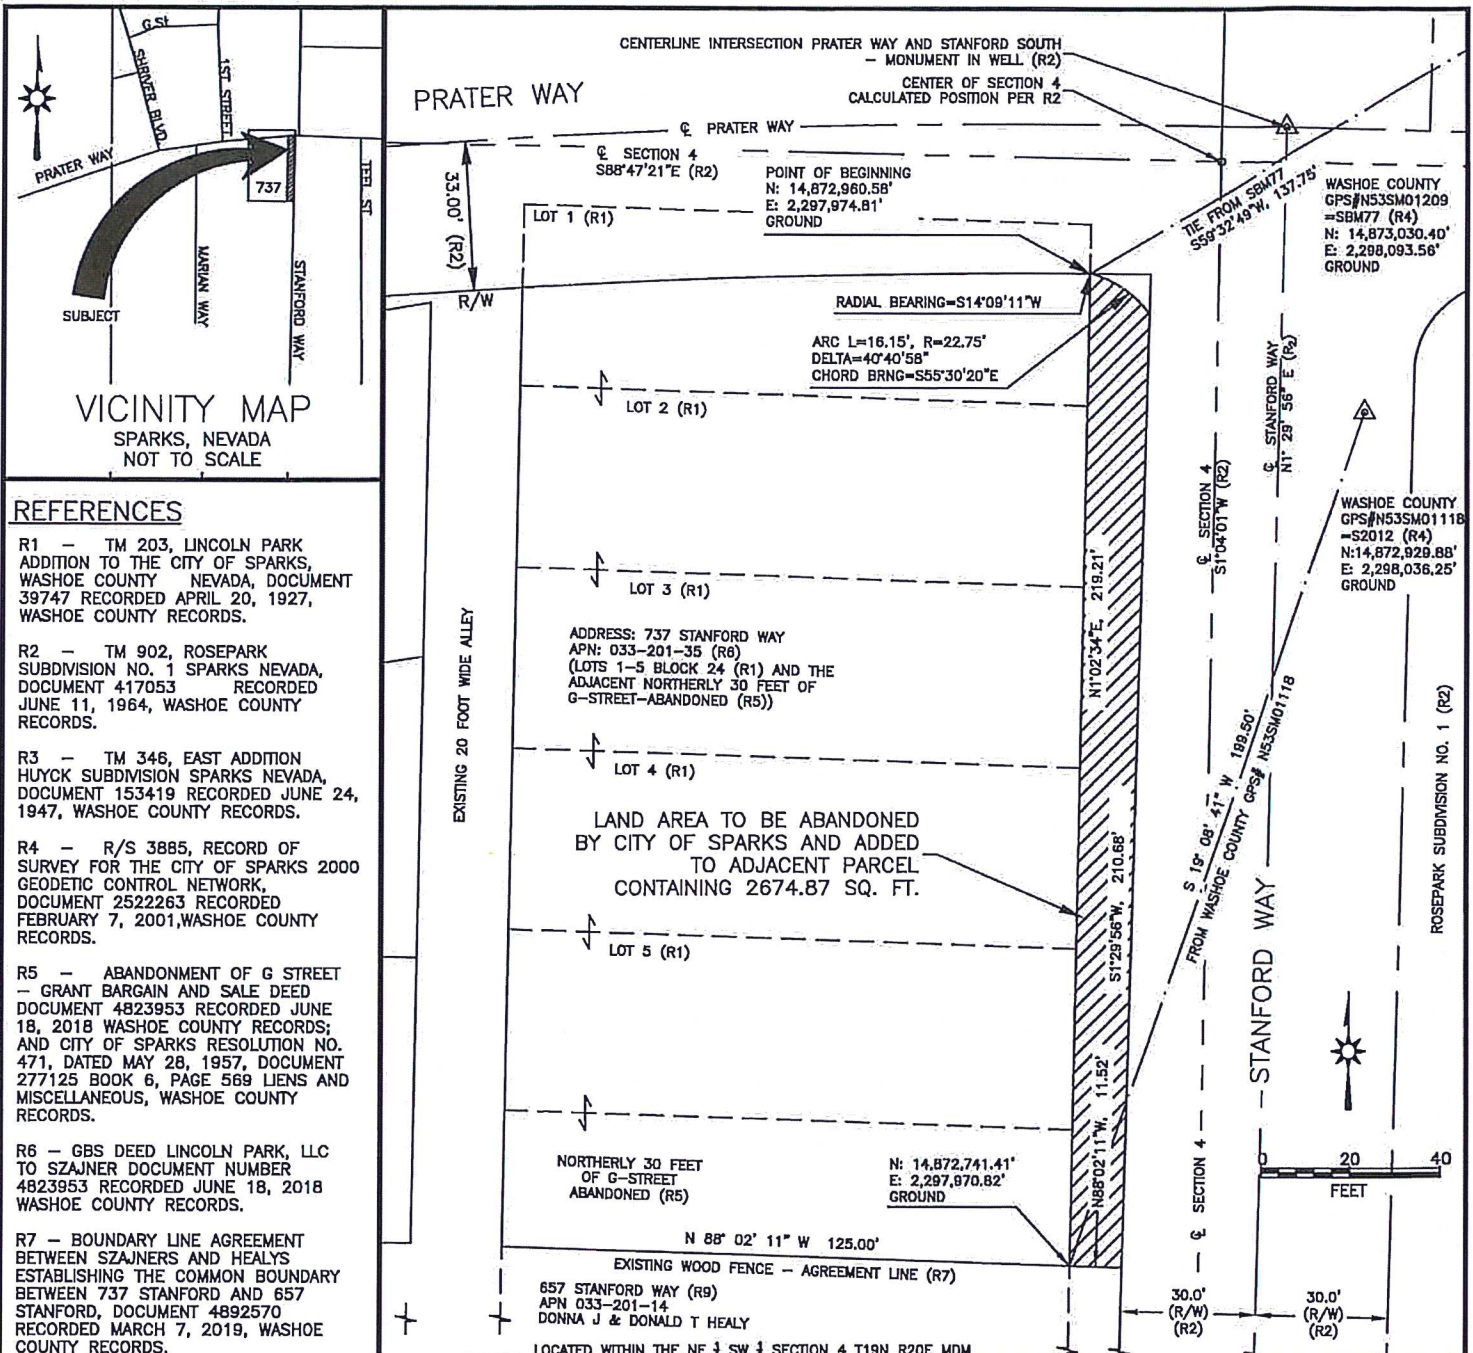 G St
SHRIVER BLVD.
1ST STREET
PRATER WAY
737
TEEL ST
MARIAN WAY
STANFORD WAY
SUBJECT
VICINITY MAP
SPARKS, NEVADA
NOT TO SCALE
REFERENCES
R1 – TM 203, LINCOLN PARK
ADDITION TO THE CITY OF SPARKS,
WASHOE COUNTY NEVADA, DOCUMENT
39747 RECORDED APRIL 20, 1927,
WASHOE COUNTY RECORDS.
R2 – TM 902, ROSEPARK
SUBDIVISION NO. 1 SPARKS NEVADA,
DOCUMENT 417053 RECORDED
JUNE 11, 1964, WASHOE COUNTY
RECORDS.
R3 – TM 346, EAST ADDITION
HUYCK SUBDIVISION SPARKS NEVADA,
DOCUMENT 153419 RECORDED JUNE 24,
1947, WASHOE COUNTY RECORDS.
R4 – R/S 3885, RECORD OF
SURVEY FOR THE CITY OF SPARKS 2000
GEODETIC CONTROL NETWORK,
DOCUMENT 2522263 RECORDED
FEBRUARY 7, 2001,WASHOE COUNTY
RECORDS.
R5 – ABANDONMENT OF G STREET
– GRANT BARGAIN AND SALE DEED
DOCUMENT 4823953 RECORDED JUNE
18, 2018 WASHOE COUNTY RECORDS;
AND CITY OF SPARKS RESOLUTION NO.
471, DATED MAY 28, 1957, DOCUMENT
277125 BOOK 6, PAGE 569 LIENS AND
MISCELLANEOUS, WASHOE COUNTY
RECORDS.
R6 – GBS DEED LINCOLN PARK, LLC
TO SZAJNER DOCUMENT NUMBER
4823953 RECORDED JUNE 18, 2018
WASHOE COUNTY RECORDS.
R7 – BOUNDARY LINE AGREEMENT
BETWEEN SZAJNERS AND HEALYS
ESTABLISHING THE COMMON BOUNDARY
BETWEEN 737 STANFORD AND 657
STANFORD, DOCUMENT 4892570
RECORDED MARCH 7, 2019, WASHOE
COUNTY RECORDS.
PRATER WAY
CENTERLINE INTERSECTION PRATER WAY AND STANFORD SOUTH
– MONUMENT IN WELL (R2)
CENTER OF SECTION 4
CALCULATED POSITION PER R2
℄ PRATER WAY
℄ SECTION 4
S88°47'21"E (R2)
33.00' (R2)
R/W
POINT OF BEGINNING
N: 14,872,960.58'
E: 2,297,974.81'
GROUND
LOT 1 (R1)
TIE FROM SBM77
S59°32'49"W, 137.75'
WASHOE COUNTY
GPS#N53SM01209
=SBM77 (R4)
N: 14,873,030.40'
E: 2,298,093.56'
GROUND
RADIAL BEARING=S14°09'11"W
ARC L=16.15', R=22.75'
DELTA=40°40'58"
CHORD BRNG=S55°30'20"E
LOT 2 (R1)
℄ SECTION 4
S1°04'01"W (R2)
℄ STANFORD WAY
N1° 29' 56" E (R2)
WASHOE COUNTY
GPS#N53SM01118
=S2012 (R4)
N:14,872,929.88'
E: 2,298,036.25'
GROUND
LOT 3 (R1)
N1°02'34"E, 219.21'
EXISTING 20 FOOT WIDE ALLEY
ADDRESS: 737 STANFORD WAY
APN: 033-201-35 (R6)
(LOTS 1-5 BLOCK 24 (R1) AND THE
ADJACENT NORTHERLY 30 FEET OF
G-STREET-ABANDONED (R5))
LOT 4 (R1)
LAND AREA TO BE ABANDONED
BY CITY OF SPARKS AND ADDED
TO ADJACENT PARCEL
CONTAINING 2674.87 SQ. FT.
S1°29'56"W, 210.68'
S 19° 08' 41" W 199.50'
FROM WASHOE COUNTY GPS# N53SM01118
ROSEPARK SUBDIVISION NO. 1 (R2)
LOT 5 (R1)
STANFORD WAY
NORTHERLY 30 FEET
OF G-STREET
ABANDONED (R5)
N: 14,872,741.41'
E: 2,297,970.82'
GROUND
N88°02'11"W, 11.52'
℄ SECTION 4
0 20 40
FEET
N 88° 02' 11" W 125.00'
EXISTING WOOD FENCE – AGREEMENT LINE (R7)
657 STANFORD WAY (R9)
APN 033-201-14
DONNA J & DONALD T HEALY
30.0'
(R/W)
(R2)
30.0'
(R/W)
(R2)
LOCATED WITHIN THE NE ¼ SW ¼ SECTION 4 T19N R20E MDM